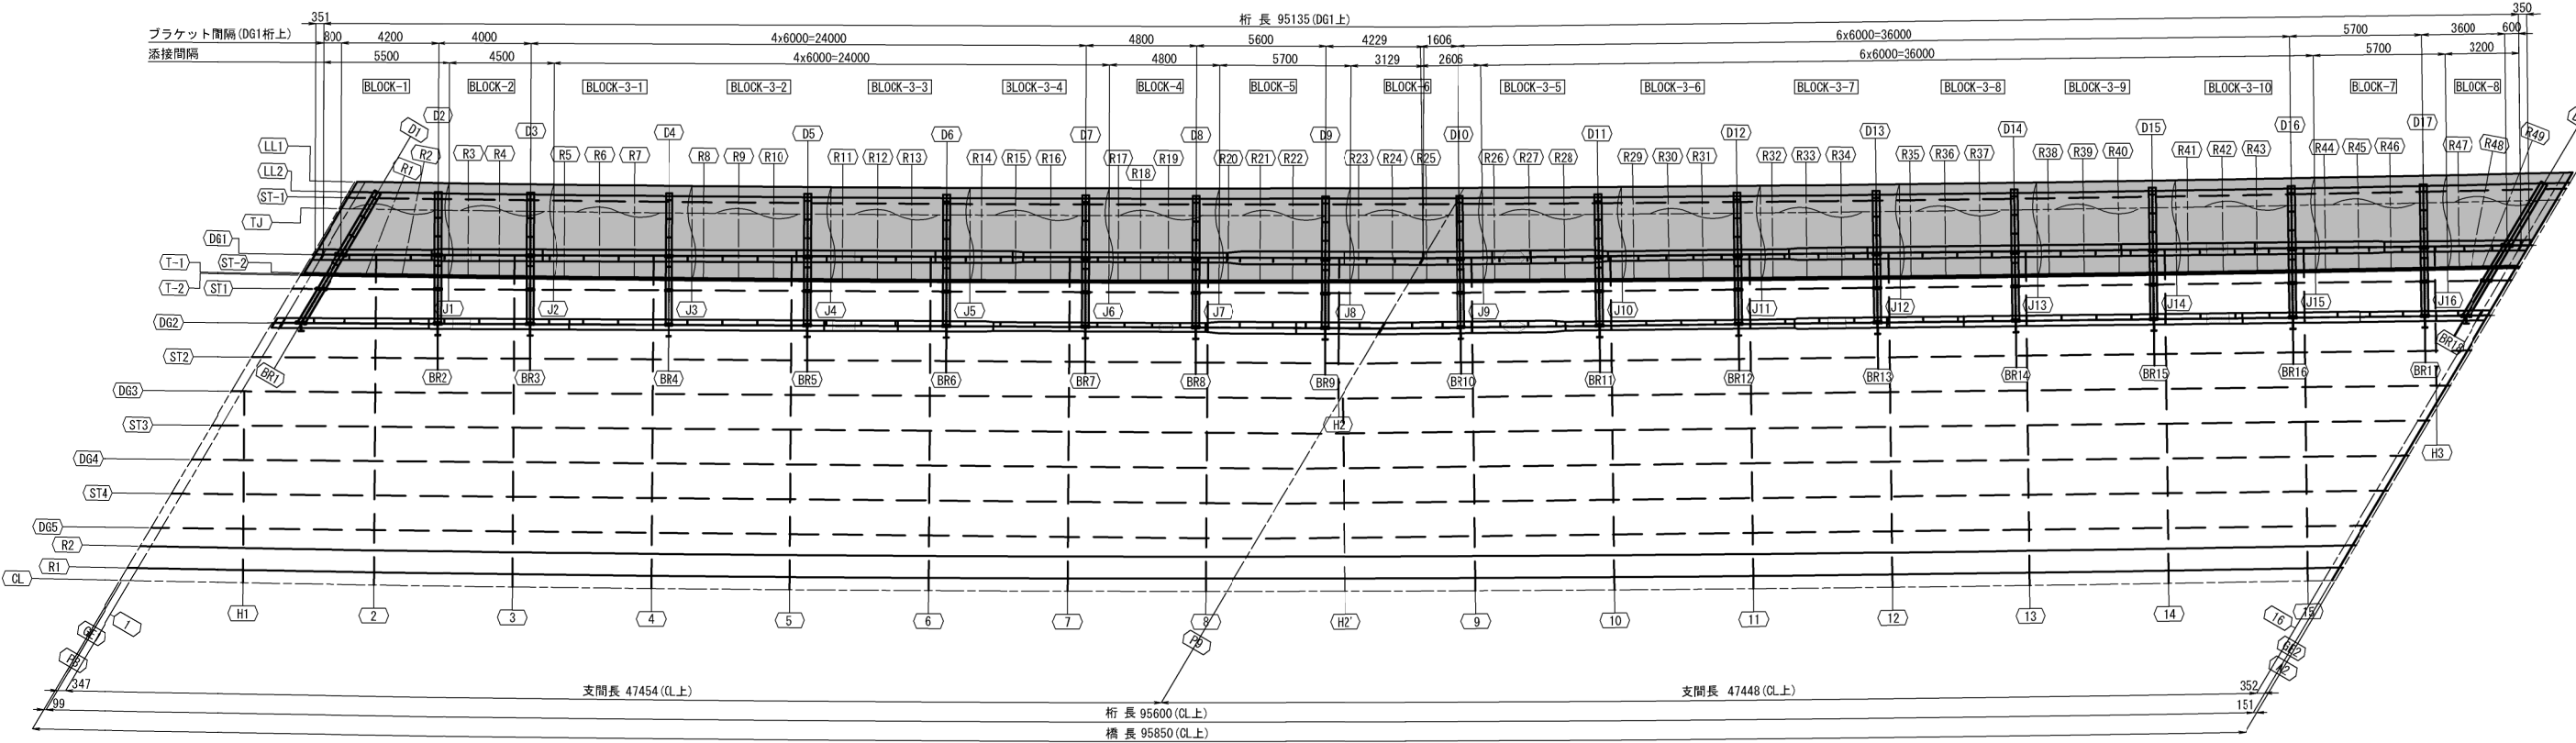 351 桁 長 95135(DG1上) 350
ブラケット間隔(DG1桁上) 800 4200 4000 4x6000=24000 4800 5600 4229 1606 6x6000=36000 5700 3600 600
添接間隔 5500 4500 4x6000=24000 4800 5700 3129 2606 6x6000=36000 5700 3200
BLOCK-1 BLOCK-2 BLOCK-3-1 BLOCK-3-2 BLOCK-3-3 BLOCK-3-4 BLOCK-4 BLOCK-5 BLOCK-6 BLOCK-3-5 BLOCK-3-6 BLOCK-3-7 BLOCK-3-8 BLOCK-3-9 BLOCK-3-10 BLOCK-7 BLOCK-8
D1 D2 D3 D4 D5 D6 D7 D8 D9 D10 D11 D12 D13 D14 D15 D16 D17
R1 R2 R3 R4 R5 R6 R7 R8 R9 R10 R11 R12 R13 R14 R15 R16 R17 R18 R19 R20 R21 R22 R23 R24 R25 R26 R27 R28 R29 R30 R31 R32 R33 R34 R35 R36 R37 R38 R39 R40 R41 R42 R43 R44 R45 R46 R47 R48 R49
LL1
LL2
ST-1
TJ
DG1
T-1 ST-2
T-2 ST1
J1 J2 J3 J4 J5 J6 J7 J8 J9 J10 J11 J12 J13 J14 J15 J16
DG2
ST2
BR1 BR2 BR3 BR4 BR5 BR6 BR7 BR8 BR9 BR10 BR11 BR12 BR13 BR14 BR15 BR16 BR17 BR18
DG3
ST3 H2
DG4 H3
ST4
DG5
R2
R1
CL
H1 2 3 4 5 6 7 8 H2' 9 10 11 12 13 14 15
1 P9 16
GE2
P8 A2
347 支間長 47454(CL上) 支間長 47448(CL上) 352
99 桁 長 95600(CL上) 151
橋 長 95850(CL上)